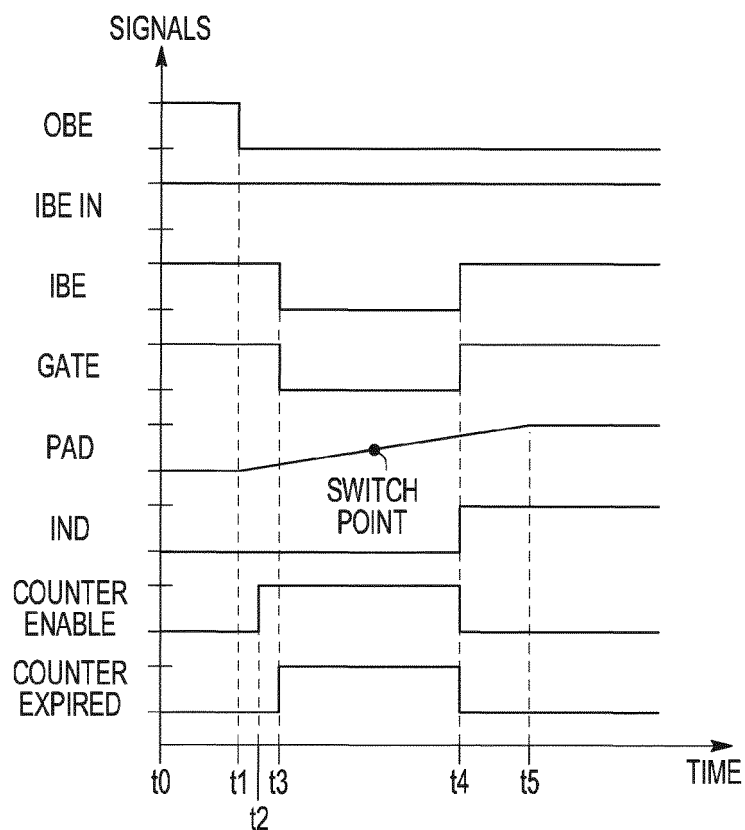 SIGNALS
OBE
IBE IN
IBE
GATE
PAD
SWITCH
POINT
IND
COUNTER
ENABLE
COUNTER
EXPIRED
t0
t1
t2
t3
t4
t5
TIME